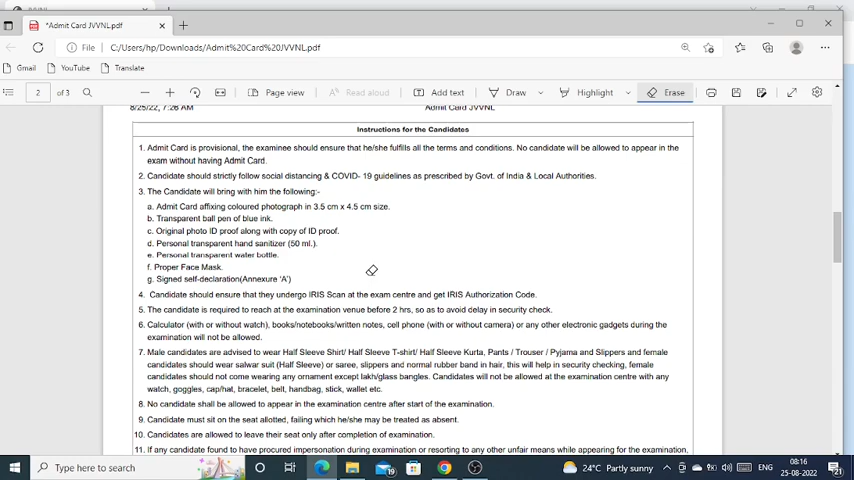 *Admit Card JVVNL.pdf
File C:/Users/hp/Downloads/Admit%20Card%20JVVNL.pdf
Gmail YouTube Translate
2 of 3 Page view Read aloud Add text Draw Highlight Erase
8/25/22, 7:26 AM Admit Card JVVNL
Instructions for the Candidates
1. Admit Card is provisional, the examinee should ensure that he/she fulfills all the terms and conditions. No candidate will be allowed to appear in the
exam without having Admit Card.
2. Candidate should strictly follow social distancing & COVID- 19 guidelines as prescribed by Govt. of India & Local Authorities.
3. The Candidate will bring with him the following:-
a. Admit Card affixing coloured photograph in 3.5 cm x 4.5 cm size.
b. Transparent ball pen of blue ink.
c. Original photo ID proof along with copy of ID proof.
d. Personal transparent hand sanitizer (50 ml.).
e. Personal transparent water bottle.
f. Proper Face Mask.
g. Signed self-declaration(Annexure 'A')
4. Candidate should ensure that they undergo IRIS Scan at the exam centre and get IRIS Authorization Code.
5. The candidate is required to reach at the examination venue before 2 hrs, so as to avoid delay in security check.
6. Calculator (with or without watch), books/notebooks/written notes, cell phone (with or without camera) or any other electronic gadgets during the
examination will not be allowed.
7. Male candidates are advised to wear Half Sleeve Shirt/ Half Sleeve T-shirt/ Half Sleeve Kurta, Pants / Trouser / Pyjama and Slippers and female
candidates should wear salwar suit (Half Sleeve) or saree, slippers and normal rubber band in hair, this will help in security checking, female
candidates should not come wearing any ornament except lakh/glass bangles. Candidates will not be allowed at the examination centre with any
watch, goggles, cap/hat, bracelet, belt, handbag, stick, wallet etc.
8. No candidate shall be allowed to appear in the examination centre after start of the examination.
9. Candidate must sit on the seat allotted, failing which he/she may be treated as absent.
10. Candidates are allowed to leave their seat only after completion of examination.
11. If any candidate found to have procured impersonation during examination or resorting to any other unfair means while appearing for the examination,
Type here to search 19 24°C Partly sunny ENG 08:16
25-08-2022 21